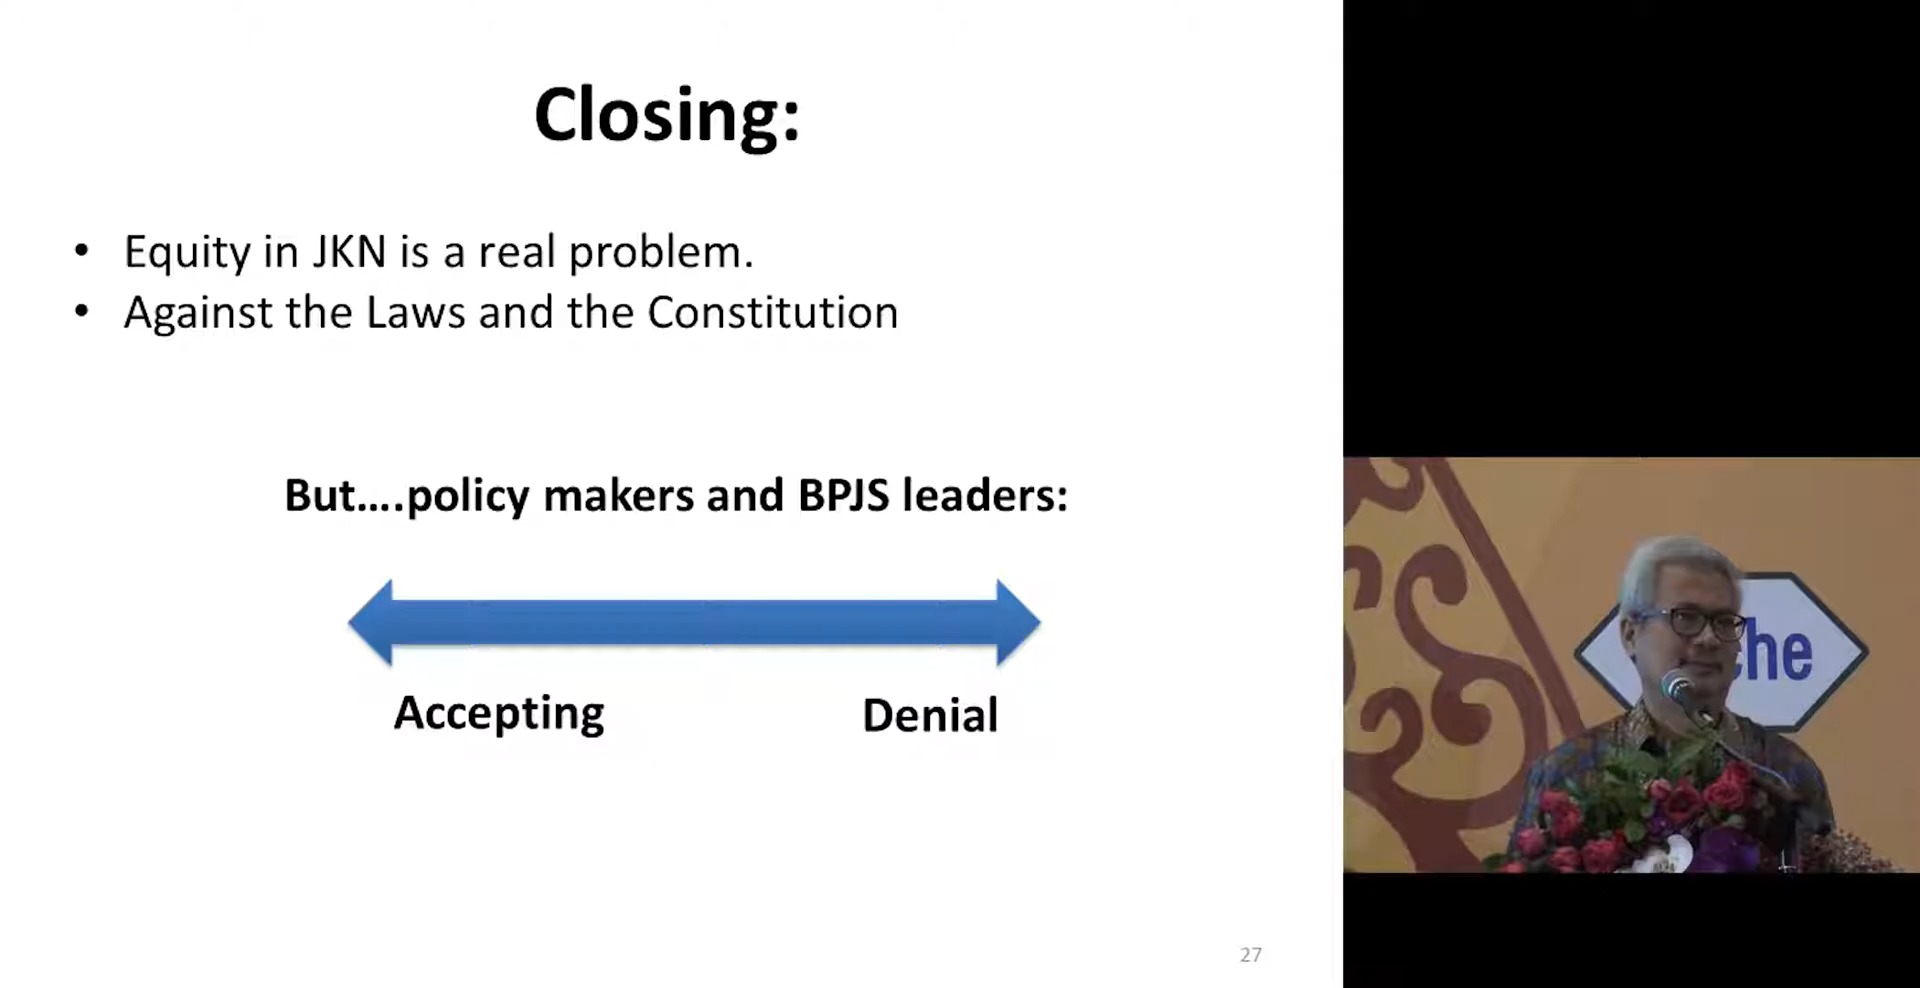 Closing:
• Equity in JKN is a real problem.
• Against the Laws and the Constitution
But....policy makers and BPJS leaders:
Accepting
Denial
27